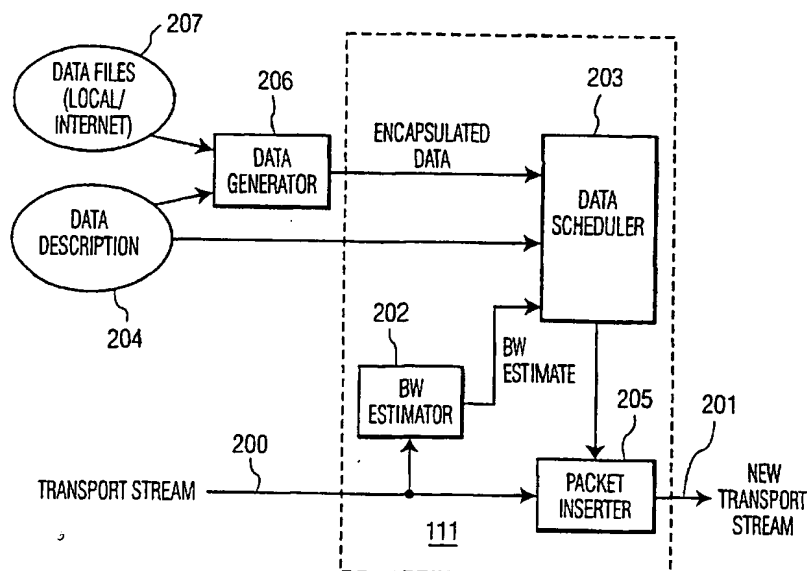 207
DATA FILES
(LOCAL/
INTERNET)
206
DATA
GENERATOR
ENCAPSULATED
DATA
203
DATA
SCHEDULER
DATA
DESCRIPTION
204
202
BW
ESTIMATOR
BW
ESTIMATE
205
201
200
TRANSPORT STREAM
PACKET
INSERTER
NEW
TRANSPORT
STREAM
111